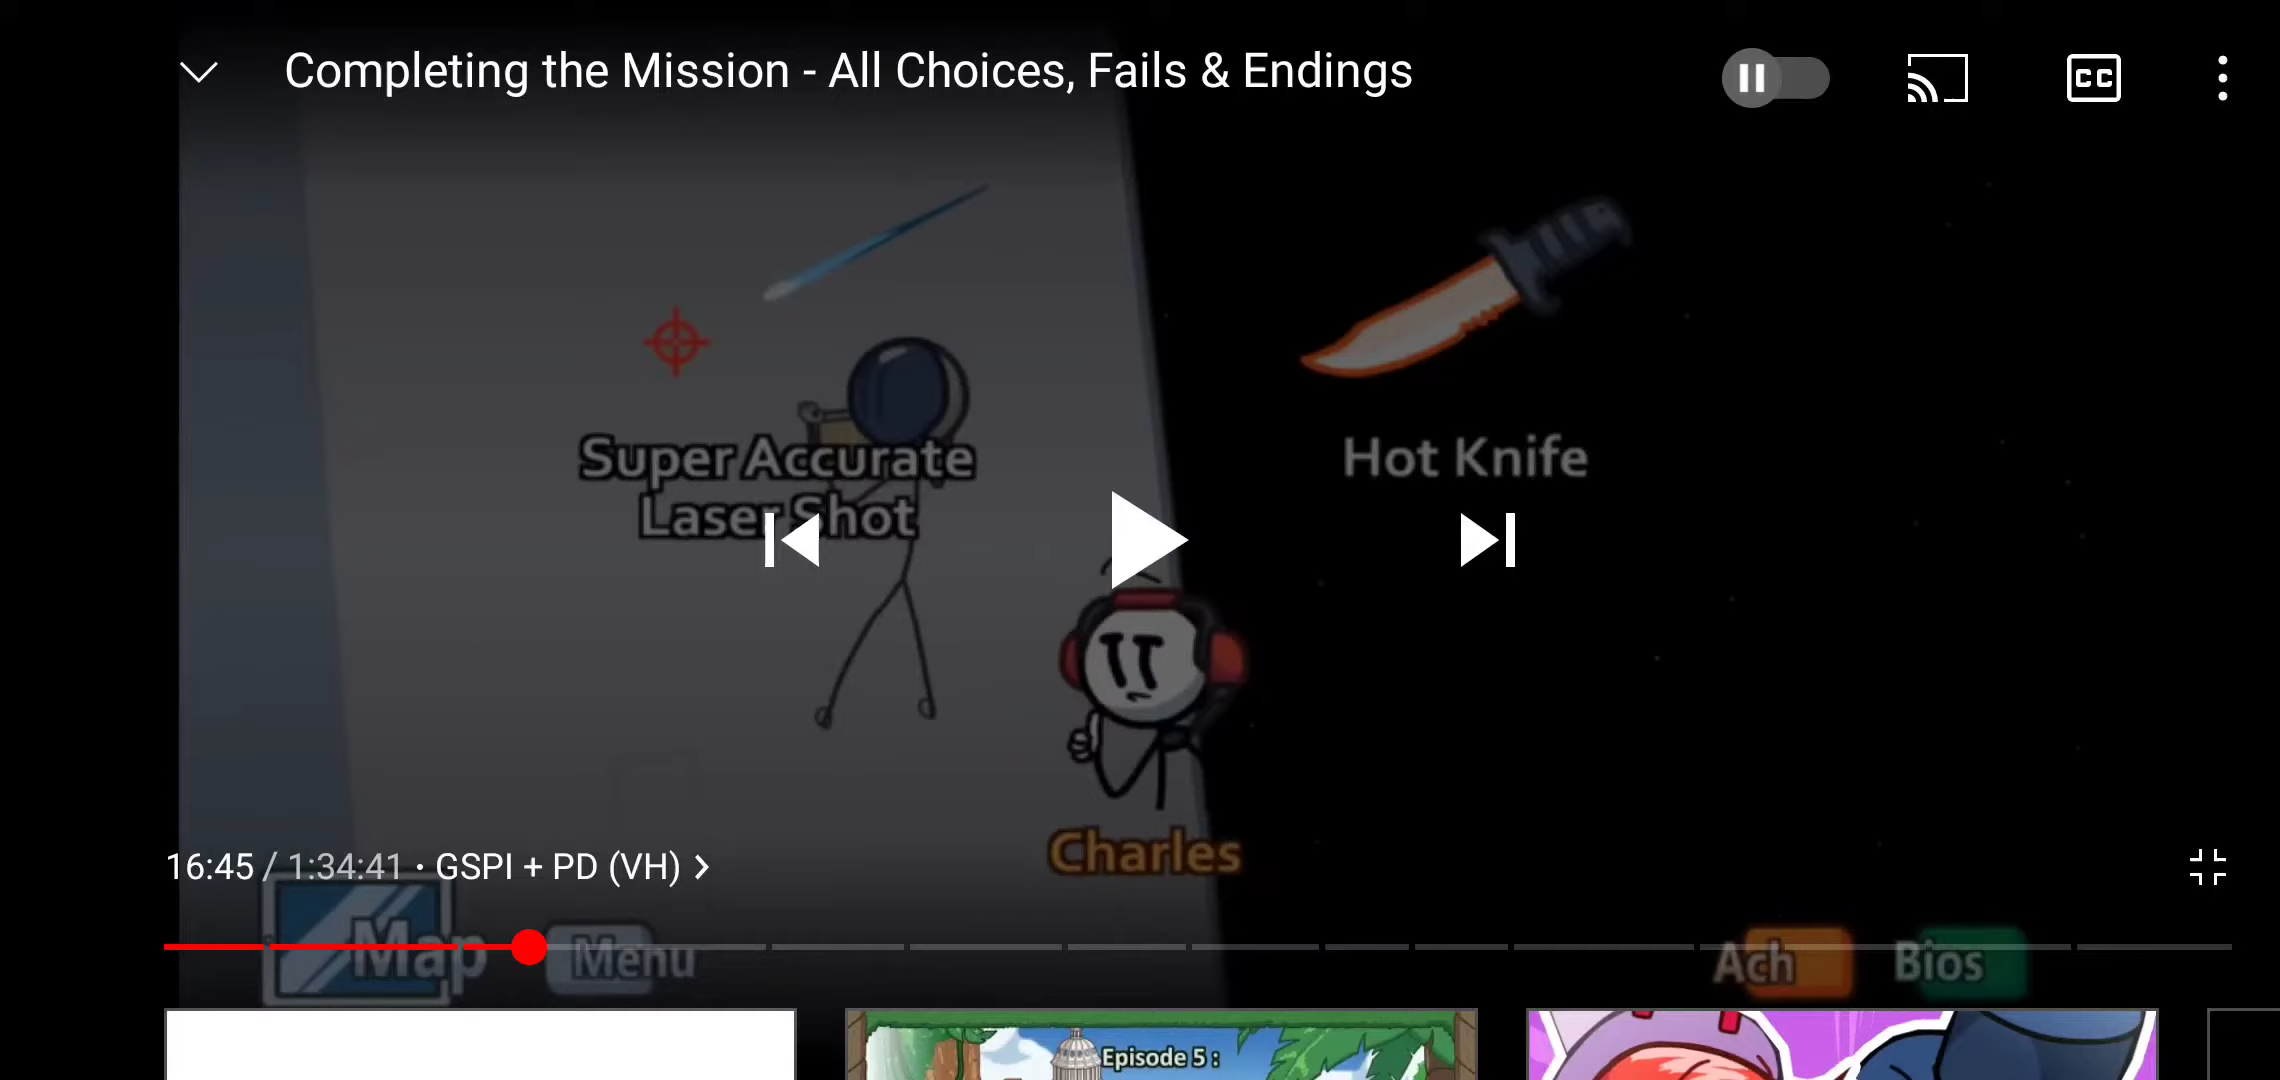 Completing the Mission - All Choices, Fails & Endings
CC
Super Accurate
Laser Shot
Hot Knife
Charles
16:45 / 1:34:41 • GSPI + PD (VH)
Map
Menu
Ach
Bios
Episode 5 :